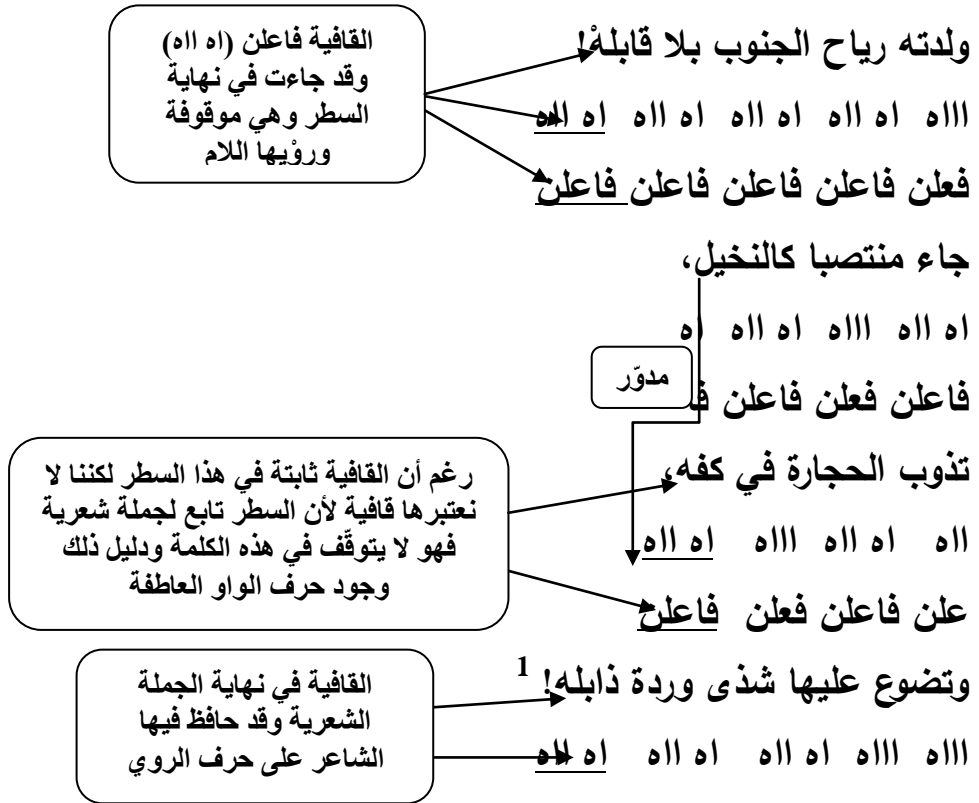 ولدته رياح الجنوب بلا قابلهْ!
القافية فاعلن (اه ااه)
وقد جاءت في نهاية
السطر وهي موقوفة
وروْيها اللام
اااه اه ااه اه ااه اه ااه اه ااه
فعلن فاعلن فاعلن فاعلن فاعلن
جاء منتصبا كالنخيل،
اه ااه اااه اه ااه اه
مدوّر
فاعلن فعلن فاعلن فا
تذوب الحجارة في كفه،
رغم أن القافية ثابتة في هذا السطر لكننا لا
نعتبرها قافية لأن السطر تابع لجملة شعرية
فهو لا يتوقّف في هذه الكلمة ودليل ذلك
وجود حرف الواو العاطفة
ااه اه ااه اااه اه ااه
علن فاعلن فعلن فاعلن
وتضوع عليها شذى وردة ذابله! 1
القافية في نهاية الجملة
الشعرية وقد حافظ فيها
الشاعر على حرف الروي
اااه اااه اه ااه اه ااه اه ااه